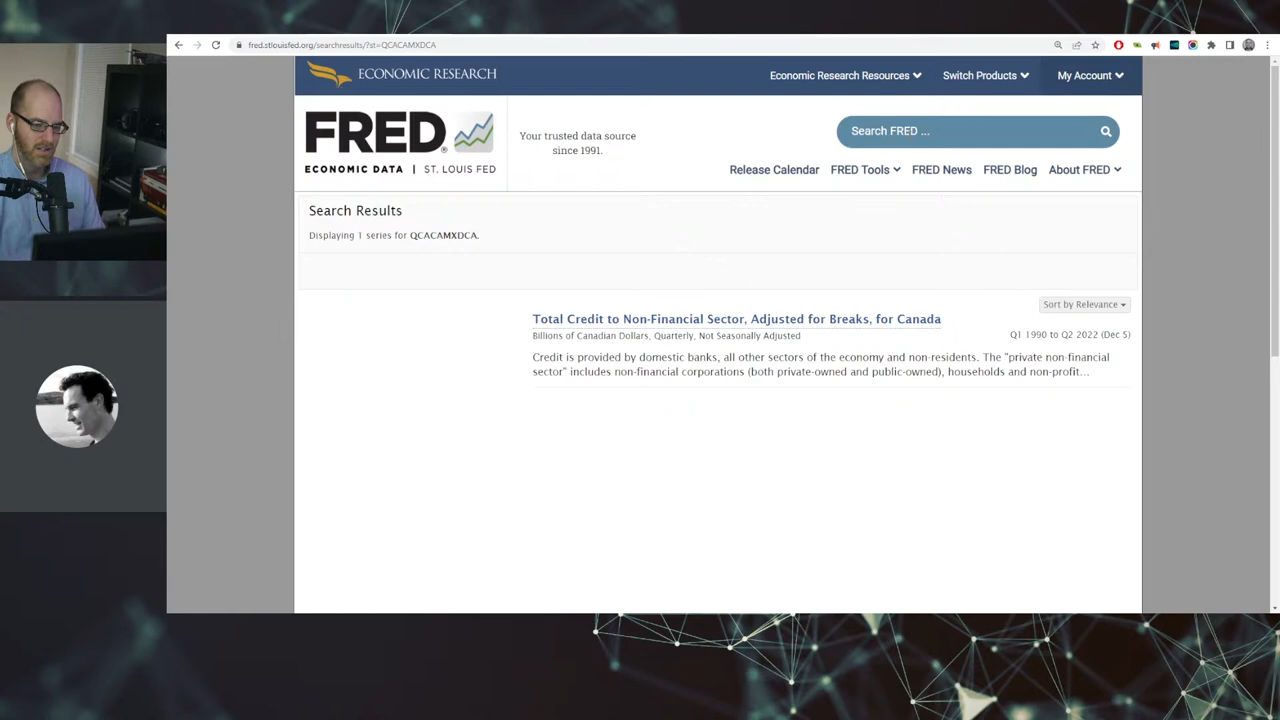 fred.stlouisfed.org/searchresults/?st=QCACAMXDCA
ECONOMIC RESEARCH
Economic Research Resources
Switch Products
My Account
FRED
ECONOMIC DATA | ST. LOUIS FED
Your trusted data source
since 1991.
Search FRED ...
Release Calendar
FRED Tools
FRED News
FRED Blog
About FRED
Search Results
Displaying 1 series for QCACAMXDCA.
Sort by Relevance
Total Credit to Non-Financial Sector, Adjusted for Breaks, for Canada
Billions of Canadian Dollars, Quarterly, Not Seasonally Adjusted
Q1 1990 to Q2 2022 (Dec 5)
Credit is provided by domestic banks, all other sectors of the economy and non-residents. The "private non-financial
sector" includes non-financial corporations (both private-owned and public-owned), households and non-profit...